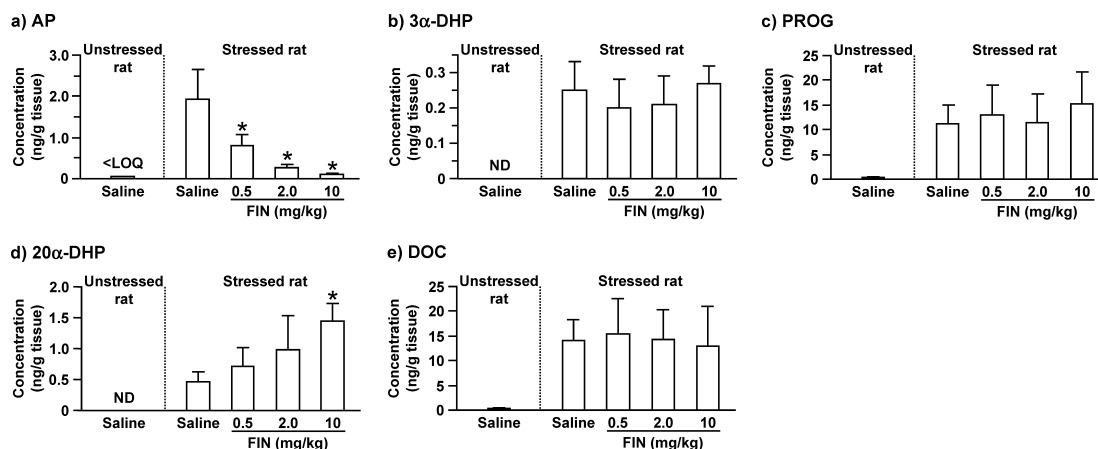 a) AP
Unstressed rat
Stressed rat
Concentration (ng/g tissue)
3.0
2.0
1.0
0
<LOQ
*
*
*
Saline
Saline 0.5 2.0 10
FIN (mg/kg)
b) 3α-DHP
Unstressed rat
Stressed rat
Concentration (ng/g tissue)
0.3
0.2
0.1
0
ND
Saline
Saline 0.5 2.0 10
FIN (mg/kg)
c) PROG
Unstressed rat
Stressed rat
Concentration (ng/g tissue)
25
20
15
10
5
0
Saline
Saline 0.5 2.0 10
FIN (mg/kg)
d) 20α-DHP
Unstressed rat
Stressed rat
Concentration (ng/g tissue)
2.0
1.5
1.0
0.5
0
ND
*
Saline
Saline 0.5 2.0 10
FIN (mg/kg)
e) DOC
Unstressed rat
Stressed rat
Concentration (ng/g tissue)
25
20
15
10
5
0
Saline
Saline 0.5 2.0 10
FIN (mg/kg)